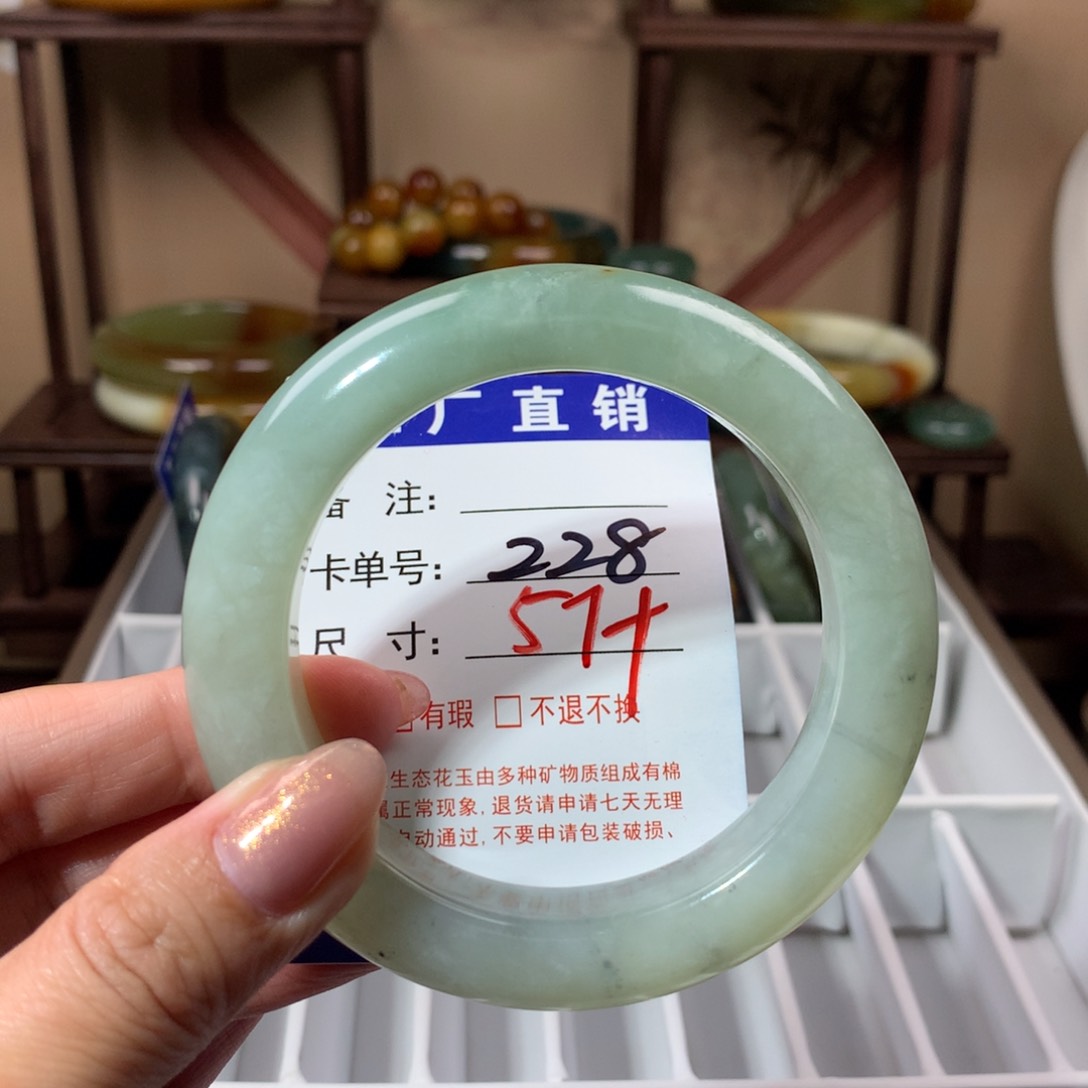 厂直销
备 注:
卡单号: 228
尺 寸: 57+
有瑕 □不退不换
生态花玉由多种矿物质组成有棉
属正常现象,退货请申请七天无理
自动通过,不要申请包装破损、